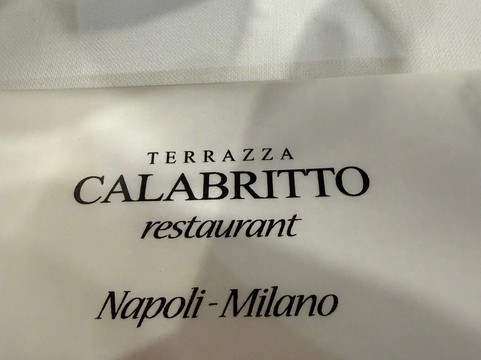 TERRAZZA
CALABRITTO
restaurant
Napoli - Milano